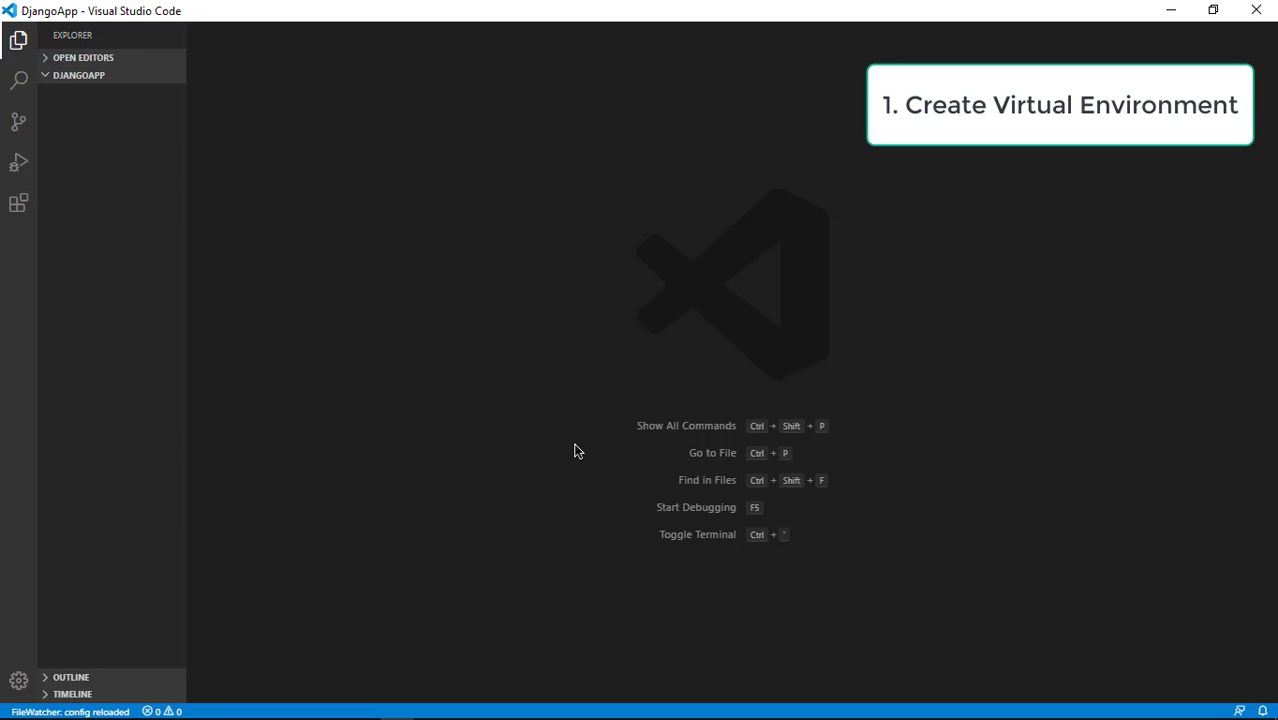 DjangoApp - Visual Studio Code
EXPLORER
OPEN EDITORS
DJANGOAPP
1. Create Virtual Environment
Show All Commands Ctrl + Shift + P
Go to File Ctrl + P
Find in Files Ctrl + Shift + F
Start Debugging F5
Toggle Terminal Ctrl + `
OUTLINE
TIMELINE
FileWatcher: config reloaded 0 0